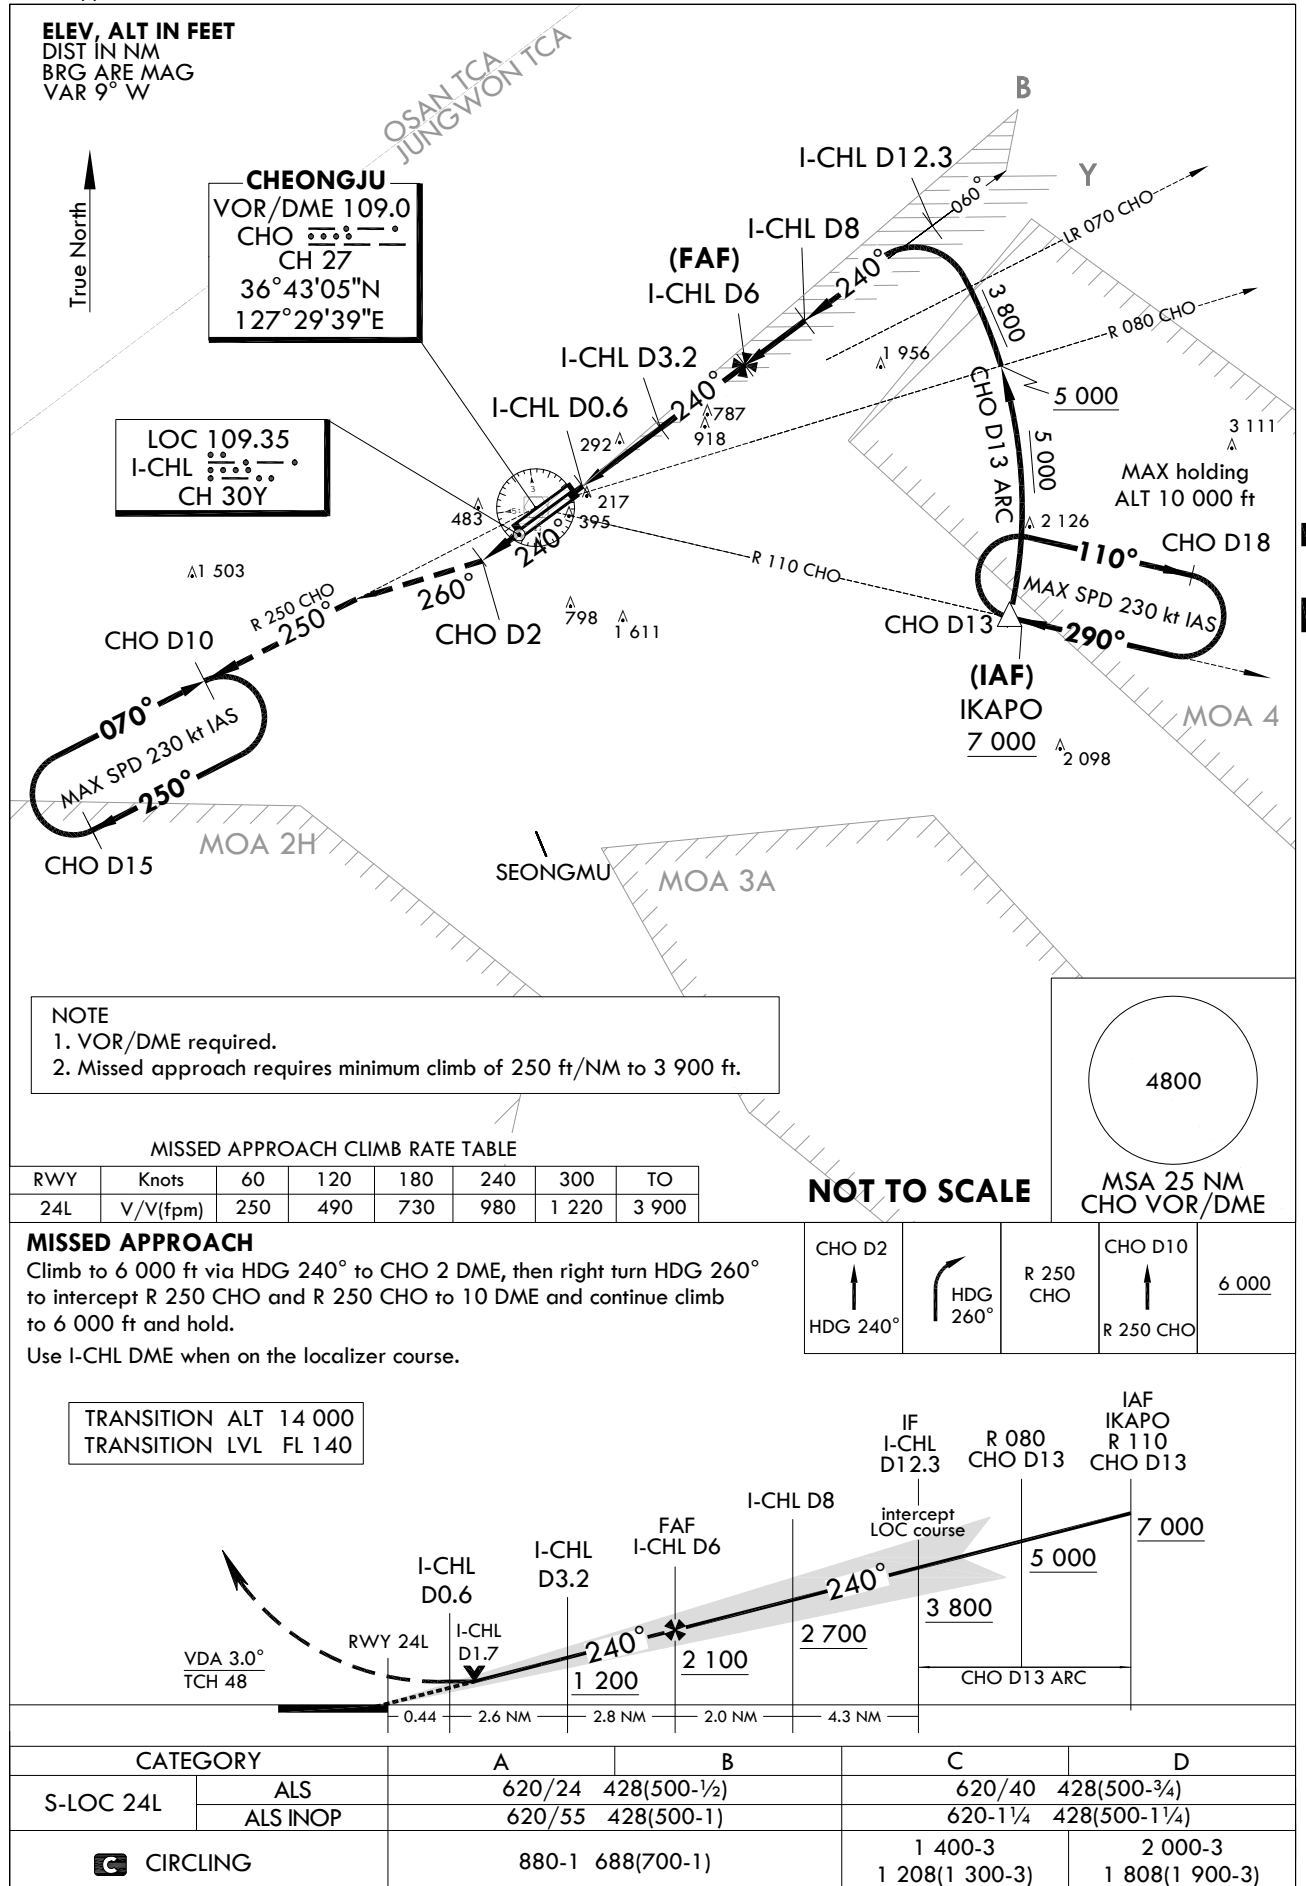 ELEV, ALT IN FEET
DIST IN NM
BRG ARE MAG
VAR 9° W
True North
OSAN TCA
JUNGWON TCA
CHEONGJU
VOR/DME 109.0
CHO
CH 27
36°43'05"N
127°29'39"E
LOC 109.35
I-CHL
CH 30Y
B
Y
I-CHL D12.3
060°
LR 070 CHO
I-CHL D8
(FAF)
I-CHL D6
240°
3 800
R 080 CHO
I-CHL D3.2
1 956
240°
CHO D13 ARC
5 000
I-CHL D0.6
787
918
292
3 111
5 000
MAX holding
ALT 10 000 ft
217
395
483
2 126
240°
R 110 CHO
110°
CHO D18
1 503
260°
MAX SPD 230 kt IAS
R 250 CHO
250°
798
1 611
CHO D2
CHO D13
290°
CHO D10
(IAF)
IKAPO
7 000
MOA 4
2 098
070°
MAX SPD 230 kt IAS
250°
MOA 2H
CHO D15
SEONGMU
MOA 3A
NOTE
1. VOR/DME required.
2. Missed approach requires minimum climb of 250 ft/NM to 3 900 ft.
4800
MSA 25 NM
CHO VOR/DME
NOT TO SCALE
MISSED APPROACH CLIMB RATE TABLE
RWY Knots 60 120 180 240 300 TO
24L V/V(fpm) 250 490 730 980 1 220 3 900
MISSED APPROACH
Climb to 6 000 ft via HDG 240° to CHO 2 DME, then right turn HDG 260°
to intercept R 250 CHO and R 250 CHO to 10 DME and continue climb
to 6 000 ft and hold.
Use I-CHL DME when on the localizer course.
CHO D2
HDG 240°
HDG
260°
R 250
CHO
CHO D10
R 250 CHO
6 000
TRANSITION ALT 14 000
TRANSITION LVL FL 140
IAF
IKAPO
R 110
CHO D13
R 080
CHO D13
IF
I-CHL
D12.3
I-CHL D8
intercept
LOC course
FAF
I-CHL D6
I-CHL
D3.2
I-CHL
D0.6
I-CHL
D1.7
RWY 24L
VDA 3.0°
TCH 48
7 000
5 000
3 800
240°
2 700
2 100
240°
1 200
CHO D13 ARC
0.44 2.6 NM 2.8 NM 2.0 NM 4.3 NM
CATEGORY A B C D
S-LOC 24L ALS 620/24 428(500-½) 620/40 428(500-¾)
ALS INOP 620/55 428(500-1) 620-1¼ 428(500-1¼)
C CIRCLING 880-1 688(700-1) 1 400-3 2 000-3
1 208(1 300-3) 1 808(1 900-3)